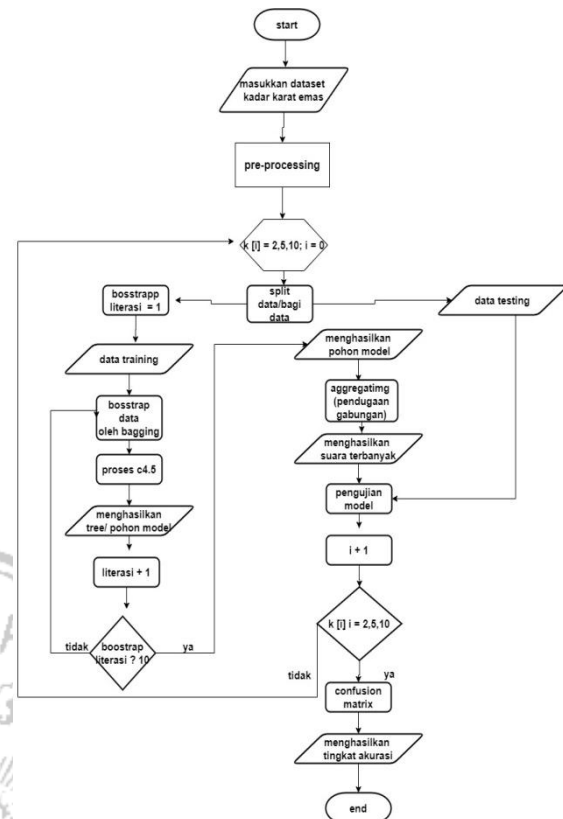 start
masukkan dataset
kadar karat emas
pre-processing
k [i] = 2,5,10; i = 0
split
data/bagi
data
bosstrapp
literasi = 1
data testing
data training
bosstrap
data
oleh bagging
proses c4.5
menghasilkan
tree/ pohon model
literasi + 1
boostrap
literasi ? 10
tidak
ya
menghasilkan
pohon model
aggregatimg
(pendugaan
gabungan)
menghasilkan
suara terbanyak
pengujian
model
i + 1
k [i] i = 2,5,10
tidak
ya
confusion
matrix
menghasilkan
tingkat akurasi
end